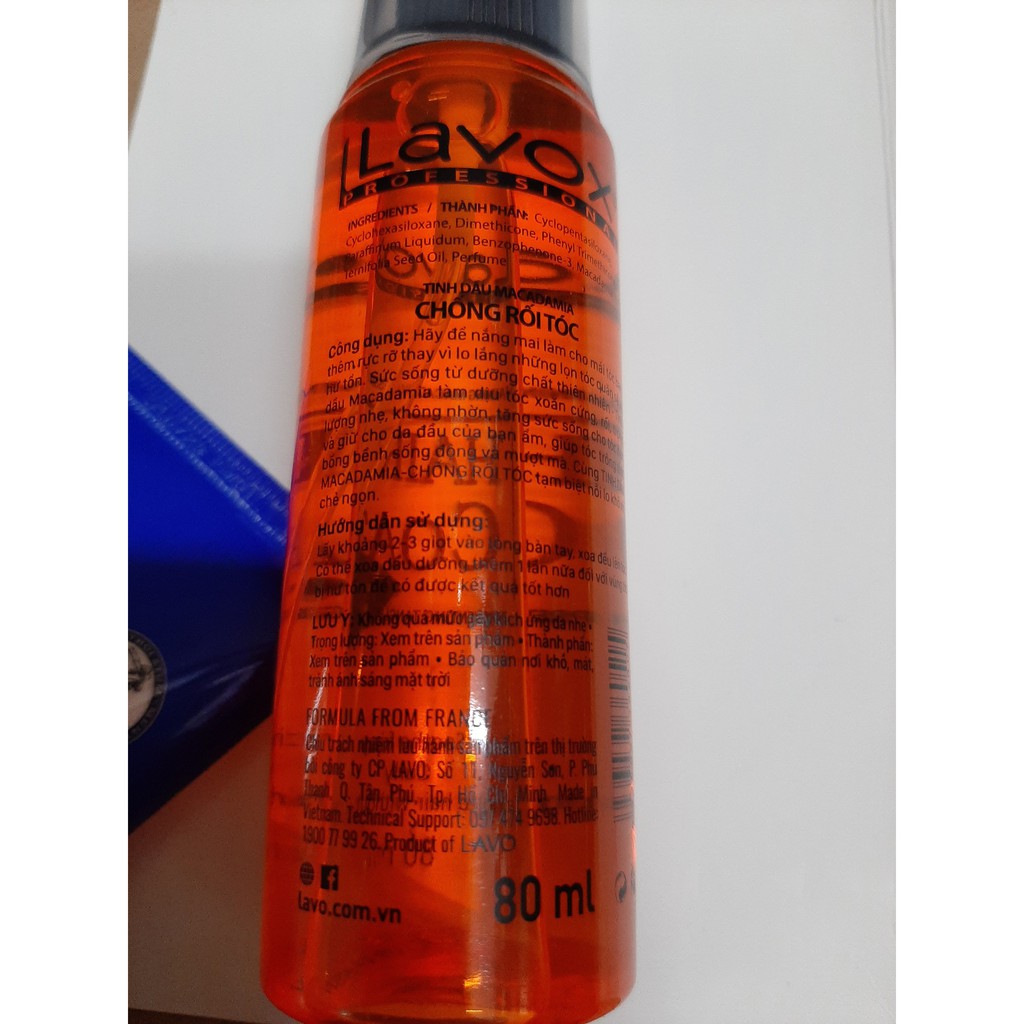 Lavox
PROFESSIONAL
INGREDIENTS / THÀNH PHẦN: Cyclopentasiloxane,
Cyclohexasiloxane, Dimethicone, Phenyl Trimethicone,
Paraffinum Liquidum, Benzophenone-3, Macadamia
Ternifolia Seed Oil, Perfume
TINH DẦU MACADAMIA
CHỐNG RỐI TÓC
Công dụng: Hãy để nắng mai làm cho mái tóc
thêm rực rỡ thay vì lo lắng những lọn tóc quăn
hư tổn. Sức sống từ dưỡng chất thiên nhiên
dầu Macadamia làm dịu tóc xoăn cứng,
lượng nhẹ, không nhờn, tăng sức sống cho tóc
và giữ cho da đầu của bạn ẩm, giúp tóc
bồng bềnh sống động và mượt mà. Cùng TINH
MACADAMIA-CHỐNG RỐI TÓC tạm biệt nỗi lo
chẻ ngọn.
Hướng dẫn sử dụng:
Lấy khoảng 2-3 giọt vào lòng bàn tay, xoa đều
Có thể xoa dầu dưỡng thêm 1 lần nữa đối với vùng
bị hư tổn để có được kết quả tốt hơn
LƯU Ý: Không quá mức gây kích ứng da nhẹ •
Trọng lượng: Xem trên sản phẩm • Thành phần:
Xem trên sản phẩm • Bảo quản nơi khô, mát,
tránh ánh sáng mặt trời
FORMULA FROM FRANCE
Chịu trách nhiệm lưu hành sản phẩm trên thị trường
bởi công ty CP LAVO. Số 11, Nguyễn Sơn, P. Phú
Thạnh, Q. Tân Phú, Tp. Hồ Chí Minh. Made in
Vietnam. Technical Support: 097 474 9698. Hotline:
1900 77 99 26. Product of LAVO
lavo.com.vn
80 ml